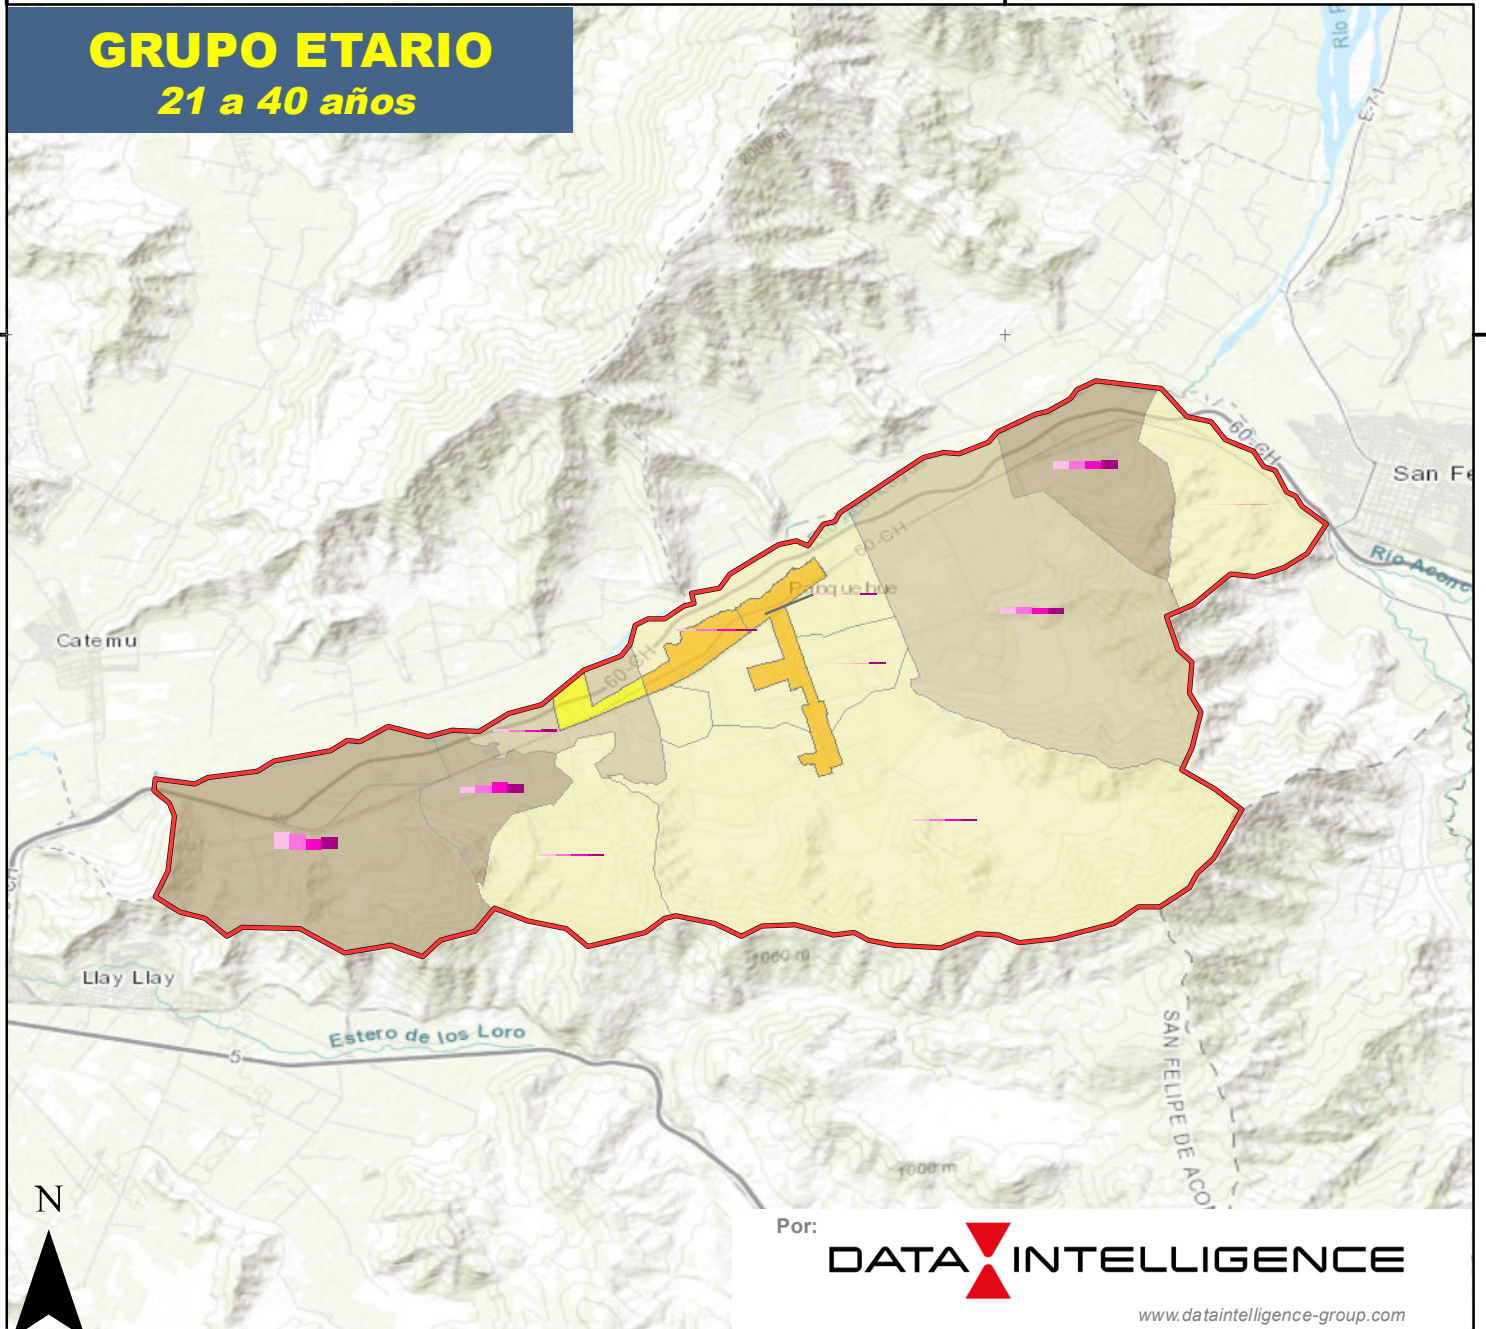 GRUPO ETARIO
21 a 40 años
E-71
2000 m
60-CH
San Fe
Río Aconc
60-CH
Panquehue
Catemu
60-CH
Llay Llay
1000 m
Estero de los Loro
5
SAN FELIPE DE ACON
1000 m
N
Por:
DATA INTELLIGENCE
www.dataintelligence-group.com